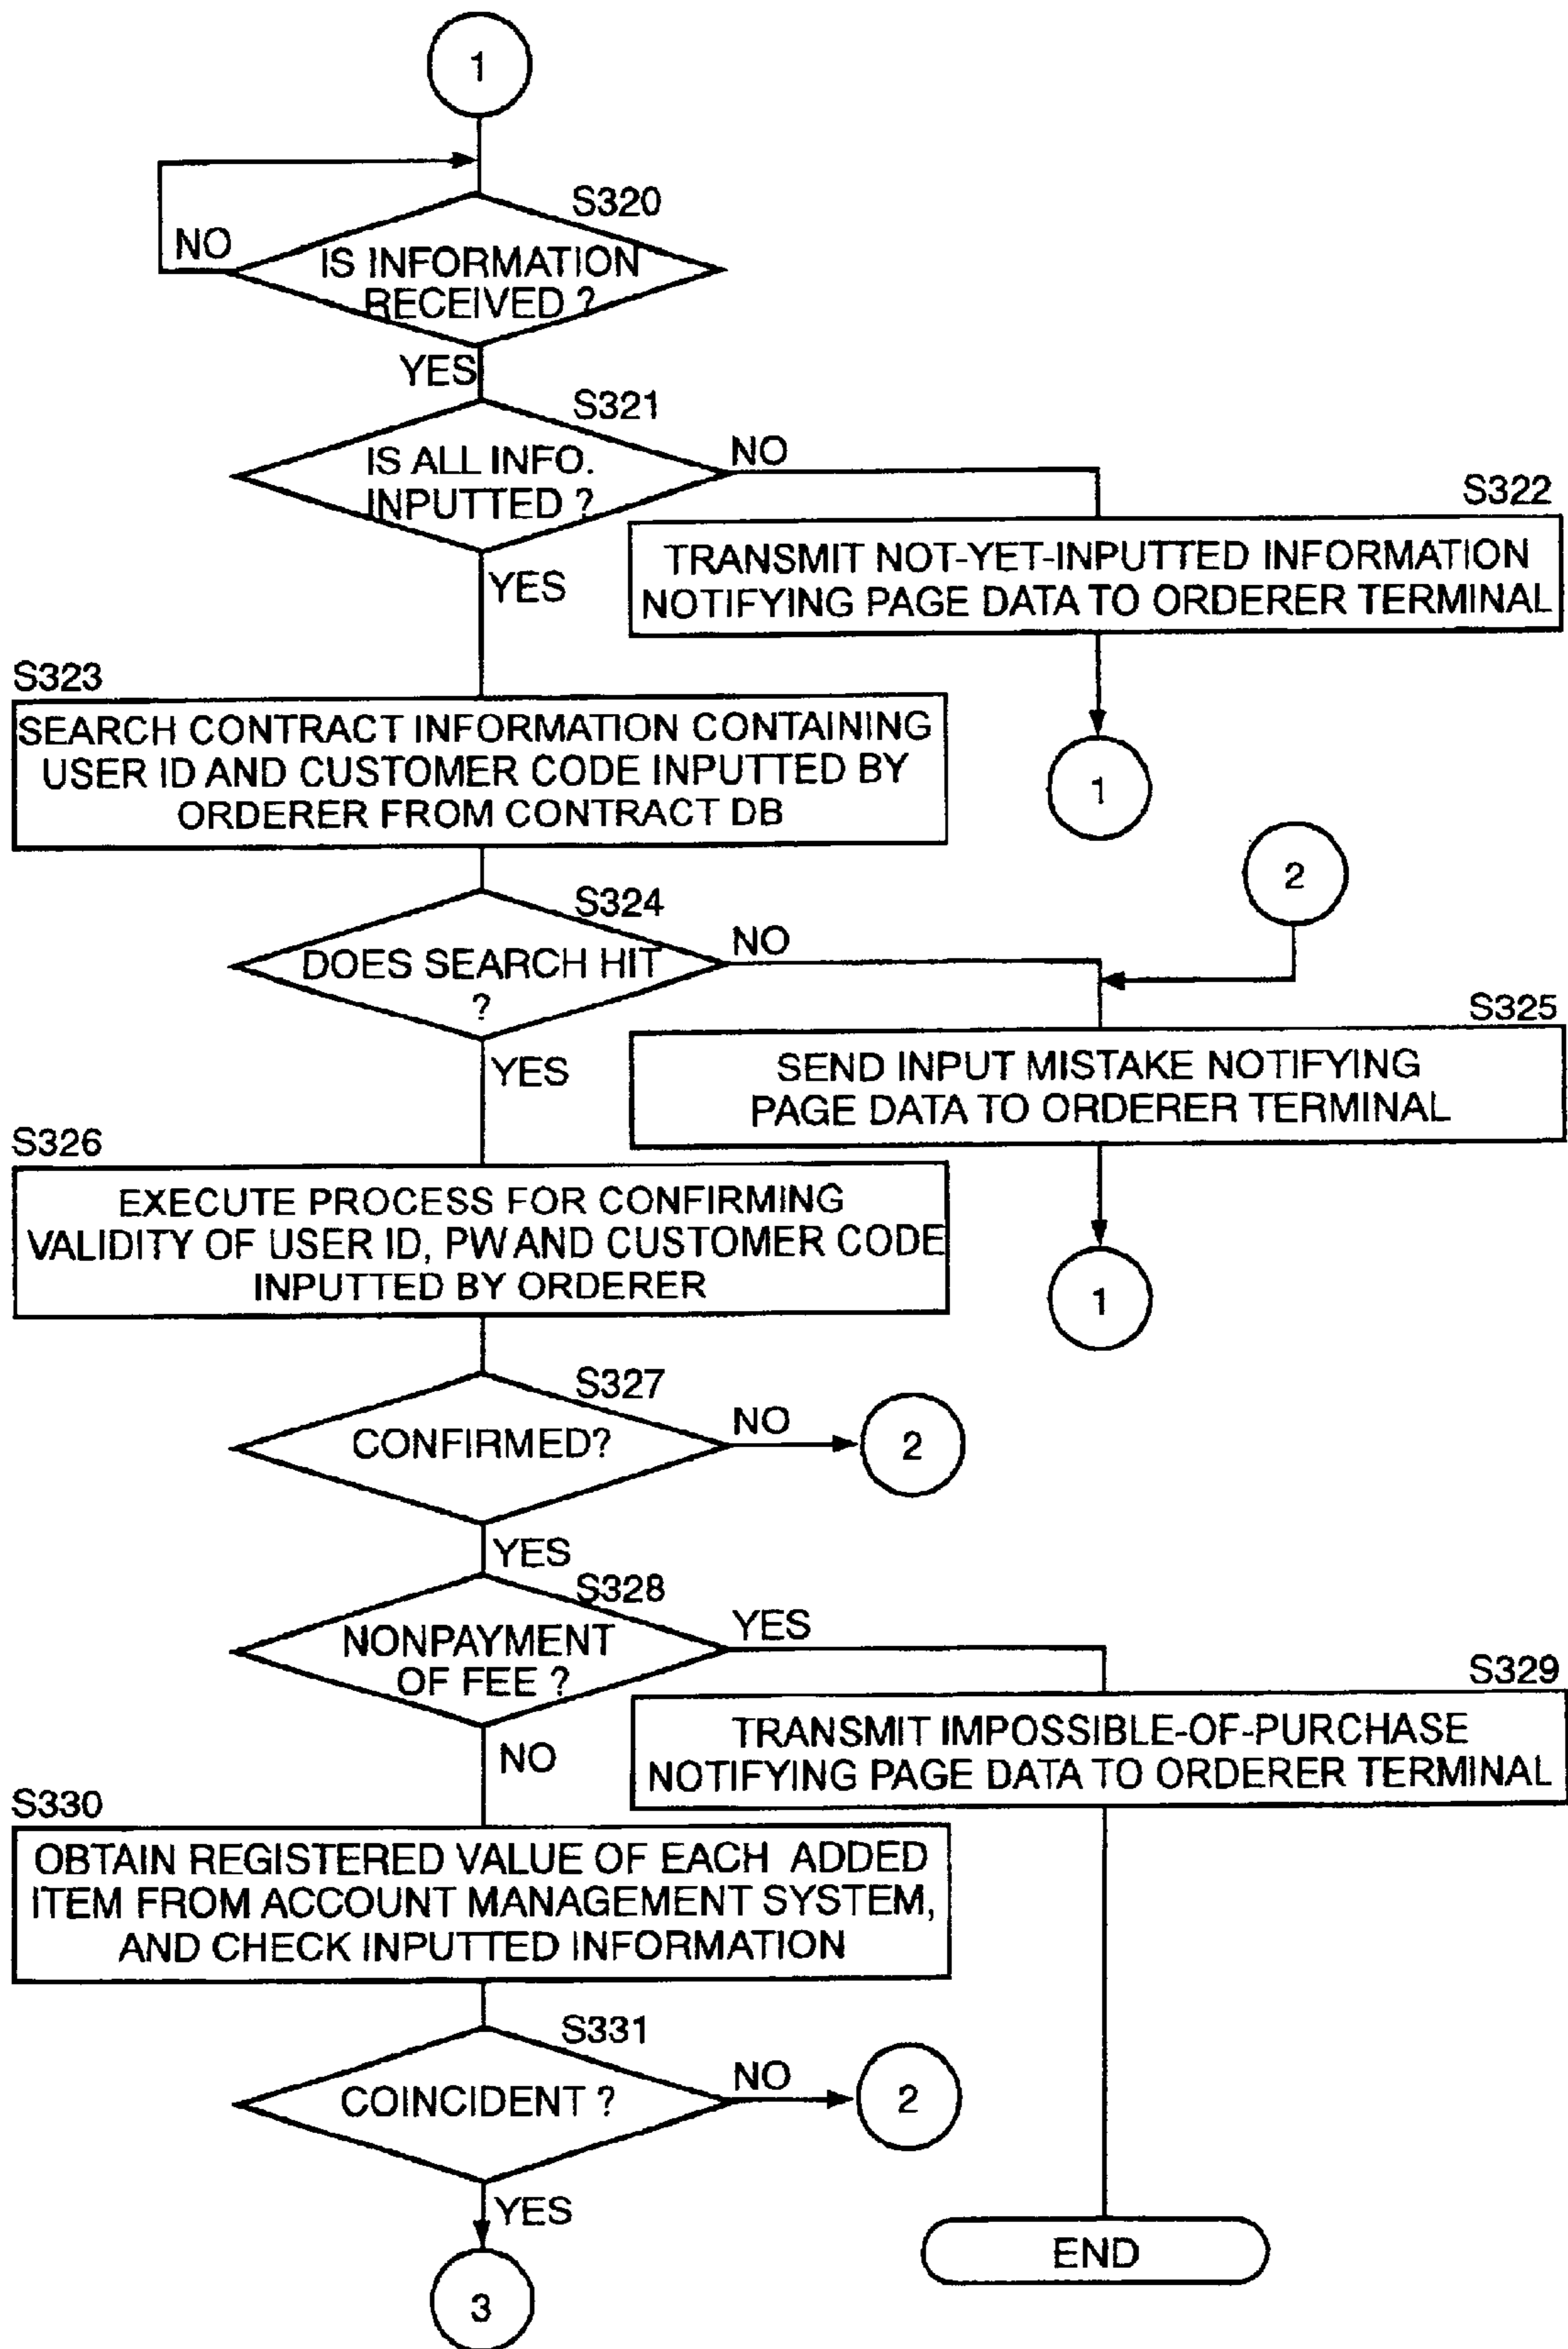 1
S320
NO
IS INFORMATION
RECEIVED ?
YES
S321
IS ALL INFO.
INPUTTED ?
NO
S322
TRANSMIT NOT-YET-INPUTTED INFORMATION
NOTIFYING PAGE DATA TO ORDERER TERMINAL
1
YES
S323
SEARCH CONTRACT INFORMATION CONTAINING
USER ID AND CUSTOMER CODE INPUTTED BY
ORDERER FROM CONTRACT DB
2
S324
DOES SEARCH HIT
?
NO
S325
SEND INPUT MISTAKE NOTIFYING
PAGE DATA TO ORDERER TERMINAL
1
YES
S326
EXECUTE PROCESS FOR CONFIRMING
VALIDITY OF USER ID, PW AND CUSTOMER CODE
INPUTTED BY ORDERER
S327
CONFIRMED?
NO
2
YES
S328
NONPAYMENT
OF FEE ?
YES
S329
TRANSMIT IMPOSSIBLE-OF-PURCHASE
NOTIFYING PAGE DATA TO ORDERER TERMINAL
NO
S330
OBTAIN REGISTERED VALUE OF EACH ADDED
ITEM FROM ACCOUNT MANAGEMENT SYSTEM,
AND CHECK INPUTTED INFORMATION
S331
COINCIDENT ?
NO
2
YES
END
3